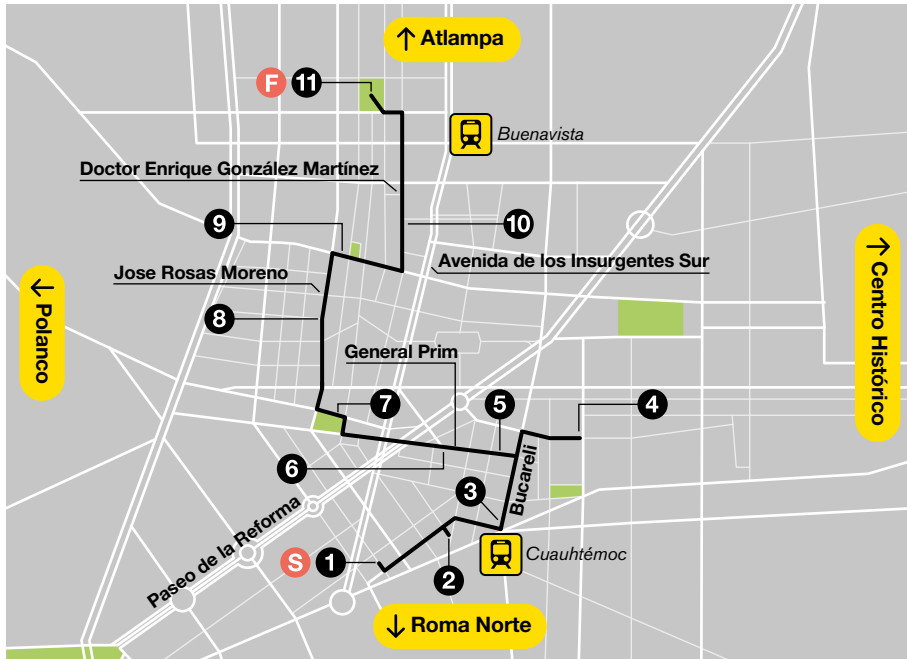 ↑ Atlampa
F 11
Buenavista
Doctor Enrique González Martínez
9
10
Avenida de los Insurgentes Sur
Jose Rosas Moreno
← Polanco
→ Centro Histórico
8
General Prim
7
5
4
6
3
Bucareli
Paseo de la Reforma
S 1
2
Cuauhtémoc
↓ Roma Norte